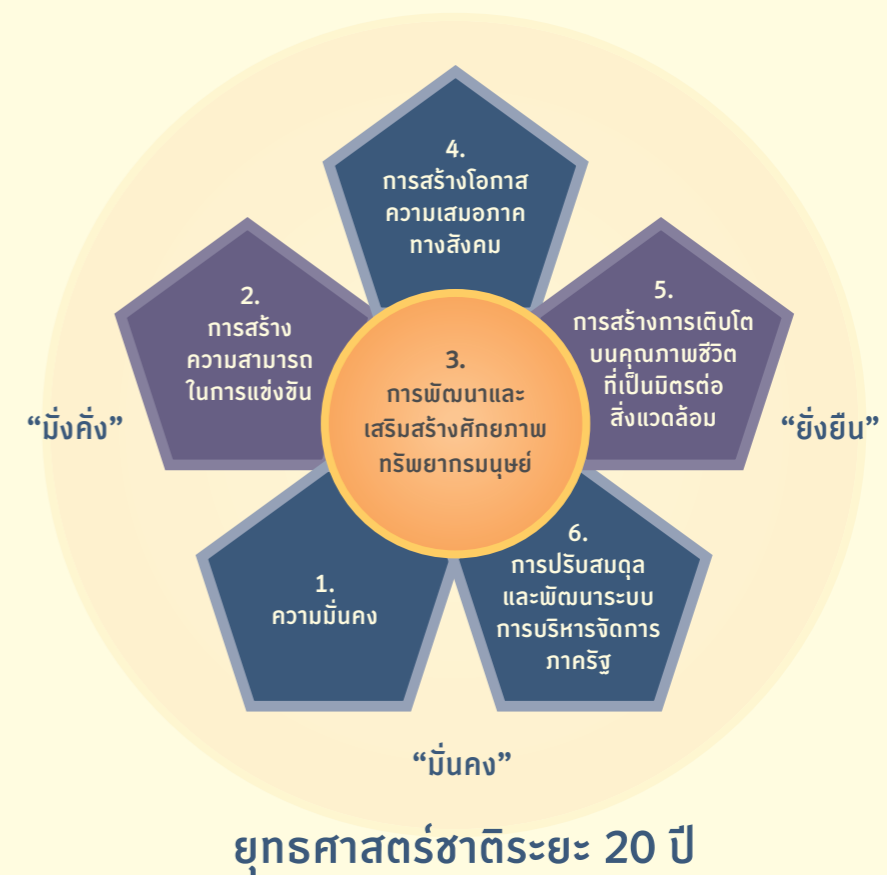 4.
การสร้างโอกาส
ความเสมอภาค
ทางสังคม
2.
การสร้าง
ความสามารถ
ในการแข่งขัน
5.
การสร้างการเติบโต
บนคุณภาพชีวิต
ที่เป็นมิตรต่อ
สิ่งแวดล้อม
3.
การพัฒนาและ
เสริมสร้างศักยภาพ
ทรัพยากรมนุษย์
“มั่งคั่ง”
“ยั่งยืน”
1.
ความมั่นคง
6.
การปรับสมดุล
และพัฒนาระบบ
การบริหารจัดการ
ภาครัฐ
“มั่นคง”
ยุทธศาสตร์ชาติระยะ 20 ปี